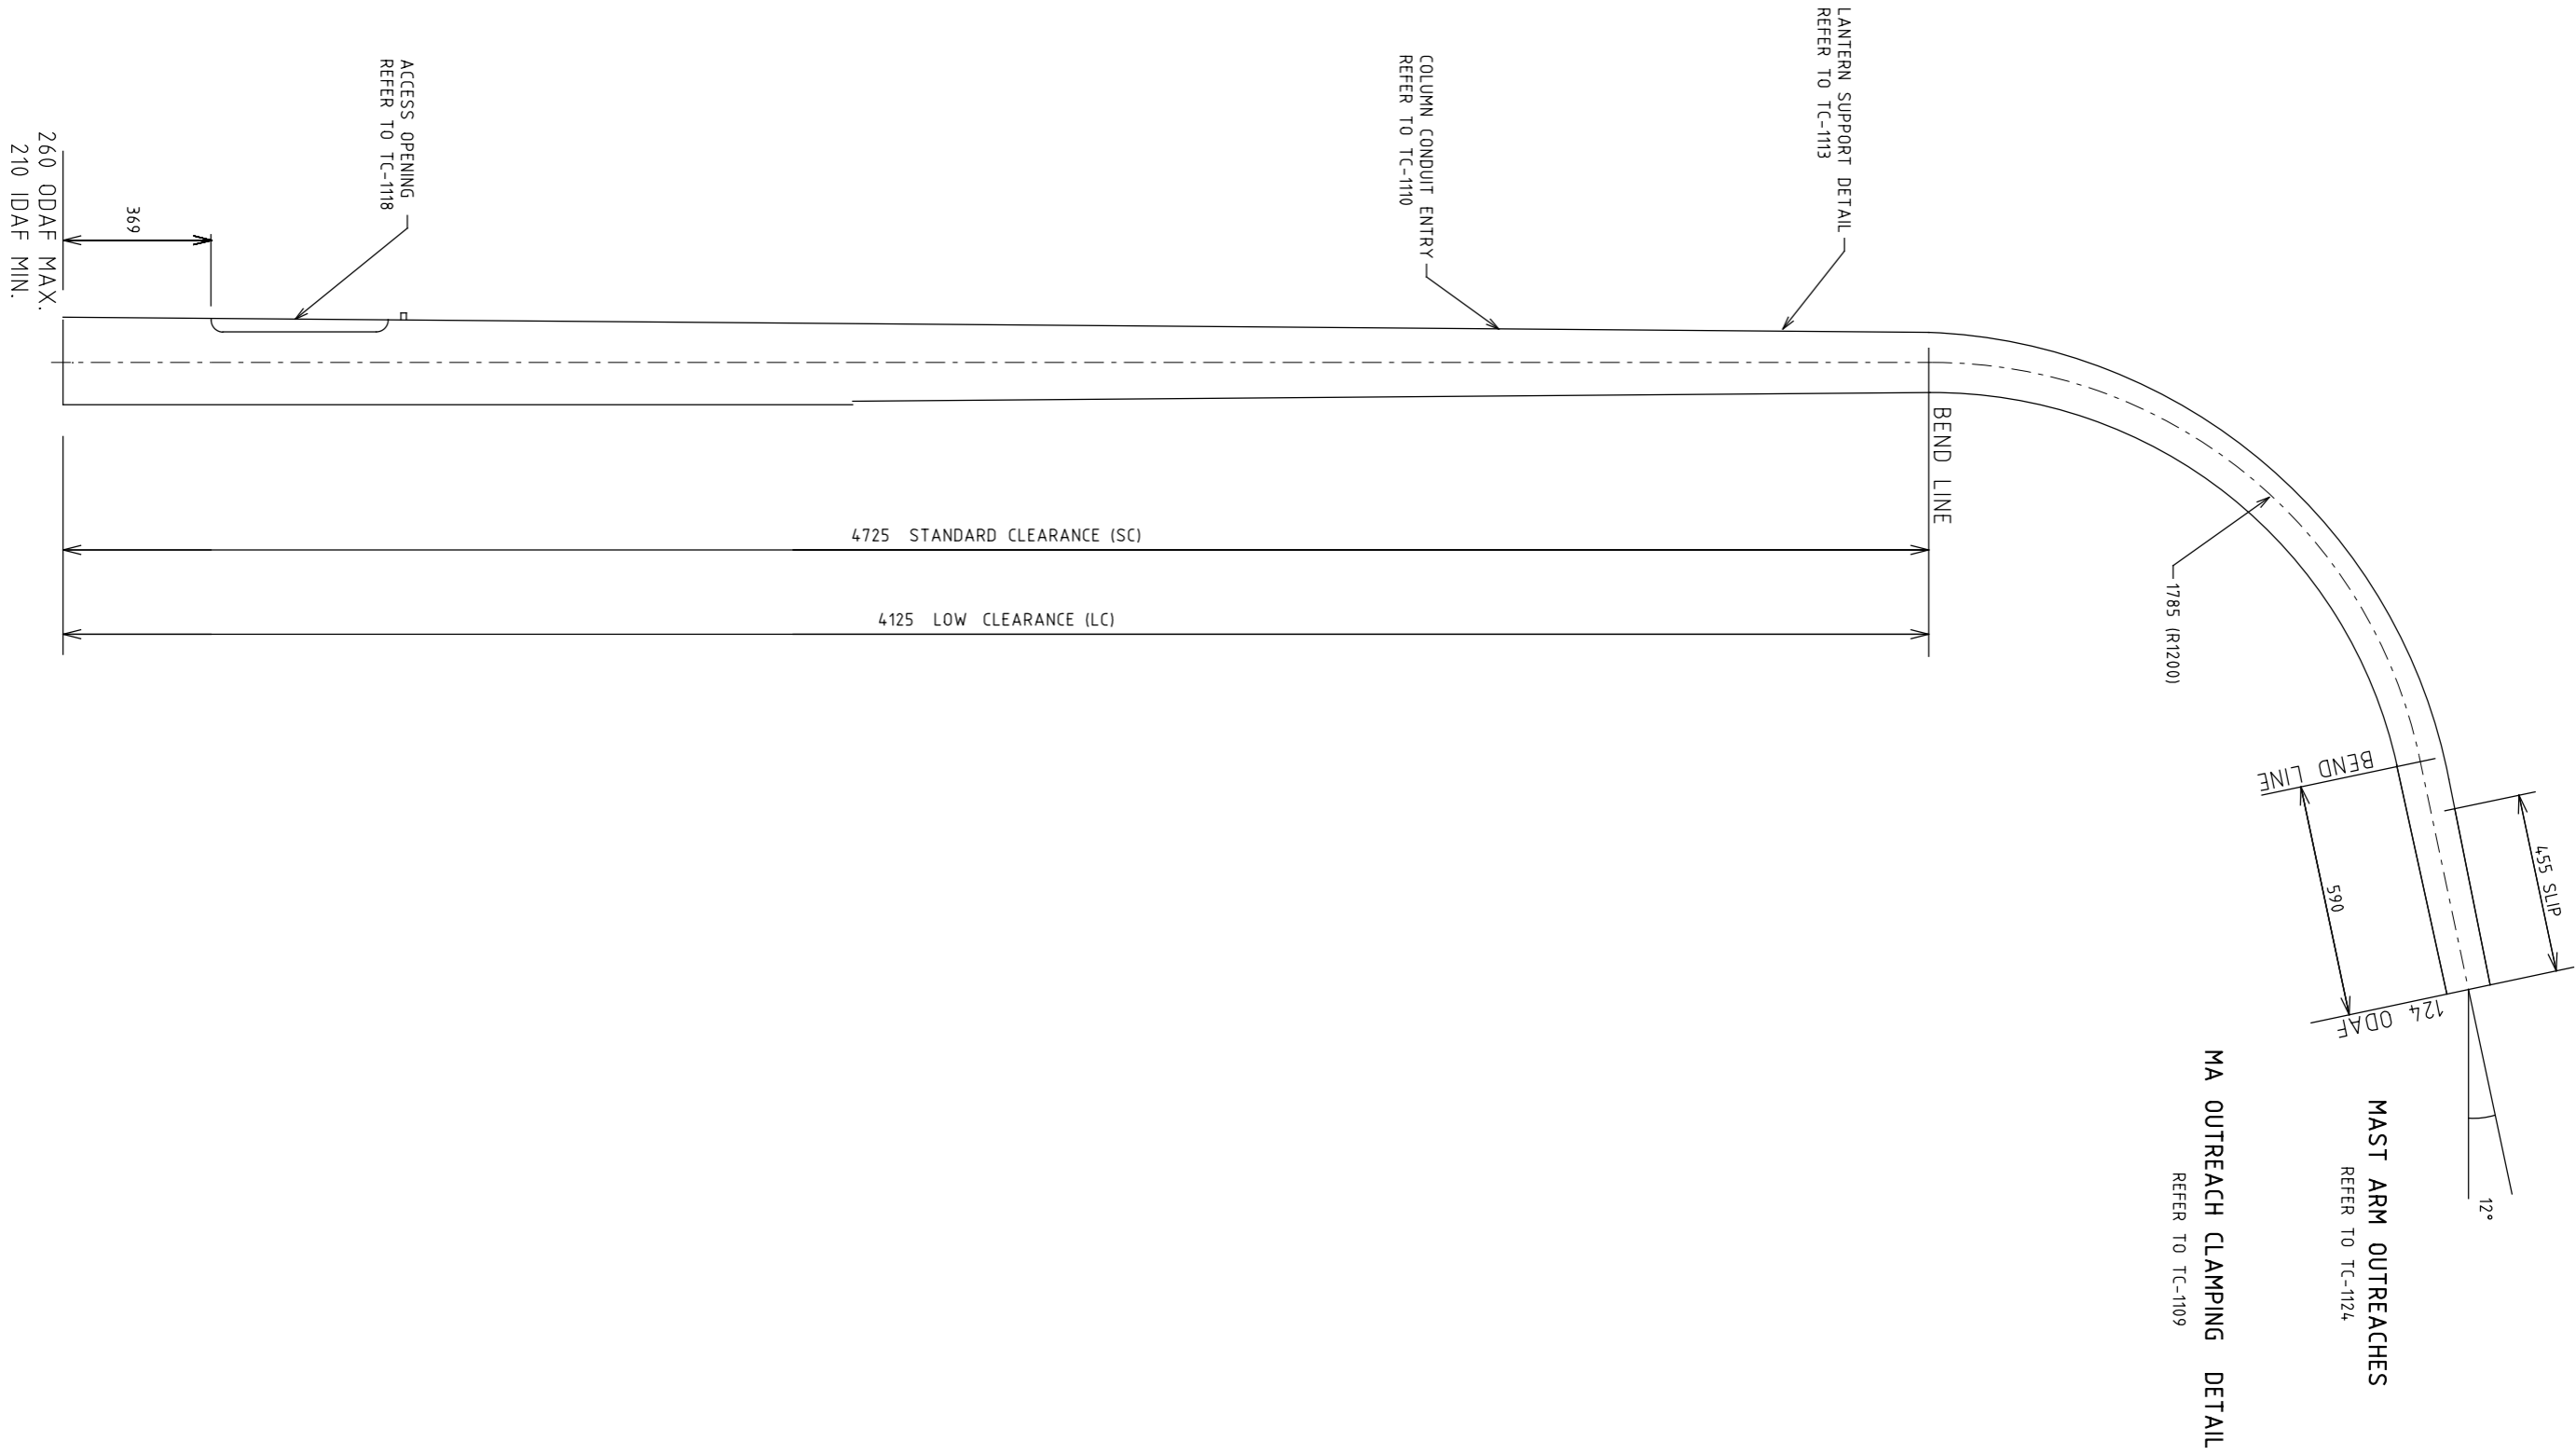 LANTERN SUPPORT DETAIL
REFER TO TC-1113
COLUMN CONDUIT ENTRY
REFER TO TC-1110
ACCESS OPENING
REFER TO TC-1118
260 ODAF MAX.
210 IDAF MIN.
369
BEND LINE
4725 STANDARD CLEARANCE (SC)
4125 LOW CLEARANCE (LC)
1785 (R1200)
BEND LINE
455 SLIP
590
124 ODAF
12°
MAST ARM OUTREACHES
REFER TO TC-1124
MA OUTREACH CLAMPING DETAIL
REFER TO TC-1109